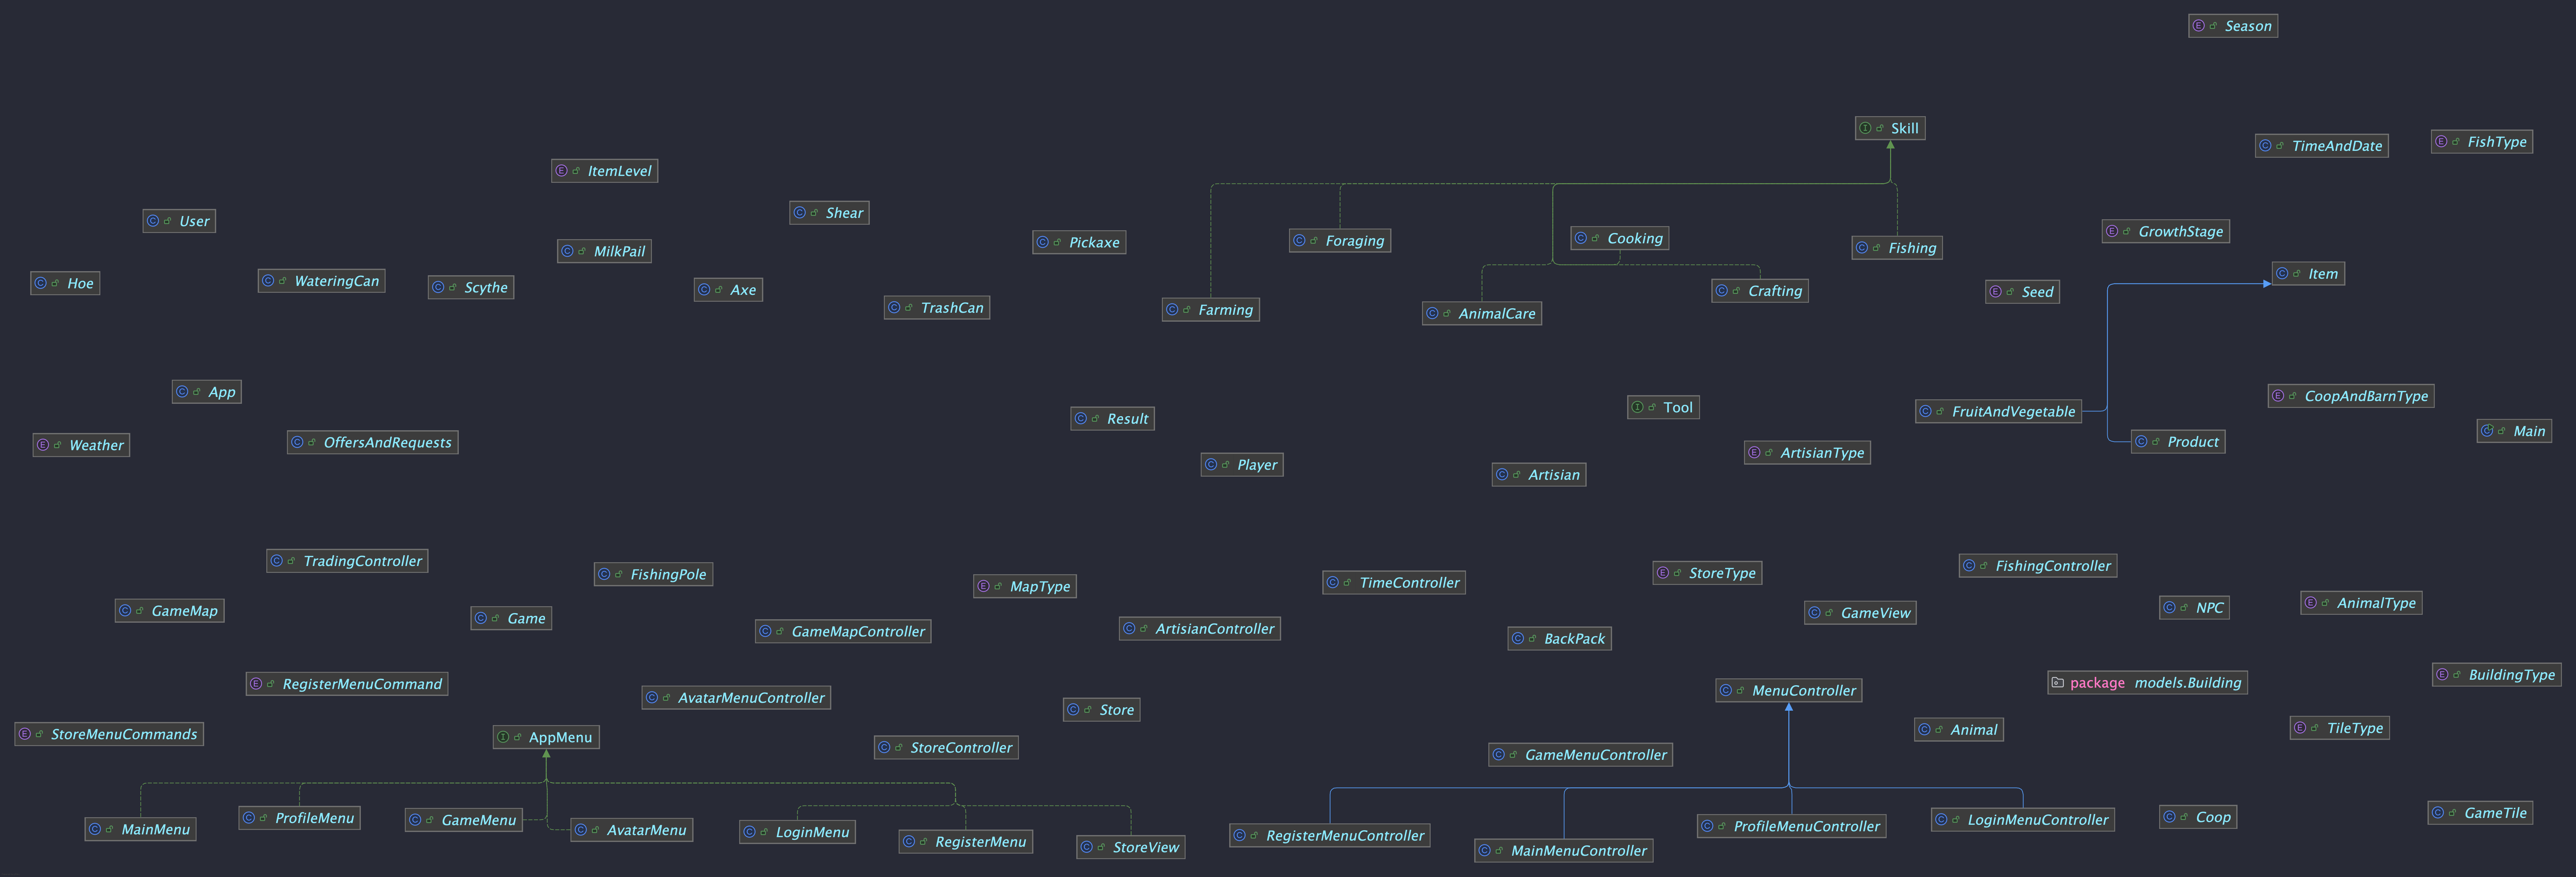 Season
Skill
TimeAndDate
FishType
ItemLevel
Shear
User
GrowthStage
Cooking
Foraging
Pickaxe
Fishing
MilkPail
Item
WateringCan
Hoe
Scythe
Axe
Crafting
Seed
TrashCan
Farming
AnimalCare
App
CoopAndBarnType
Tool
FruitAndVegetable
Result
Main
Product
OffersAndRequests
Weather
ArtisianType
Player
Artisian
TradingController
FishingController
StoreType
FishingPole
TimeController
MapType
AnimalType
NPC
GameMap
GameView
Game
ArtisianController
GameMapController
BackPack
BuildingType
package models.Building
RegisterMenuCommand
MenuController
AvatarMenuController
Store
TileType
Animal
StoreMenuCommands
AppMenu
StoreController
GameMenuController
GameTile
Coop
ProfileMenu
GameMenu
LoginMenuController
ProfileMenuController
MainMenu
AvatarMenu
LoginMenu
RegisterMenuController
RegisterMenu
StoreView
MainMenuController